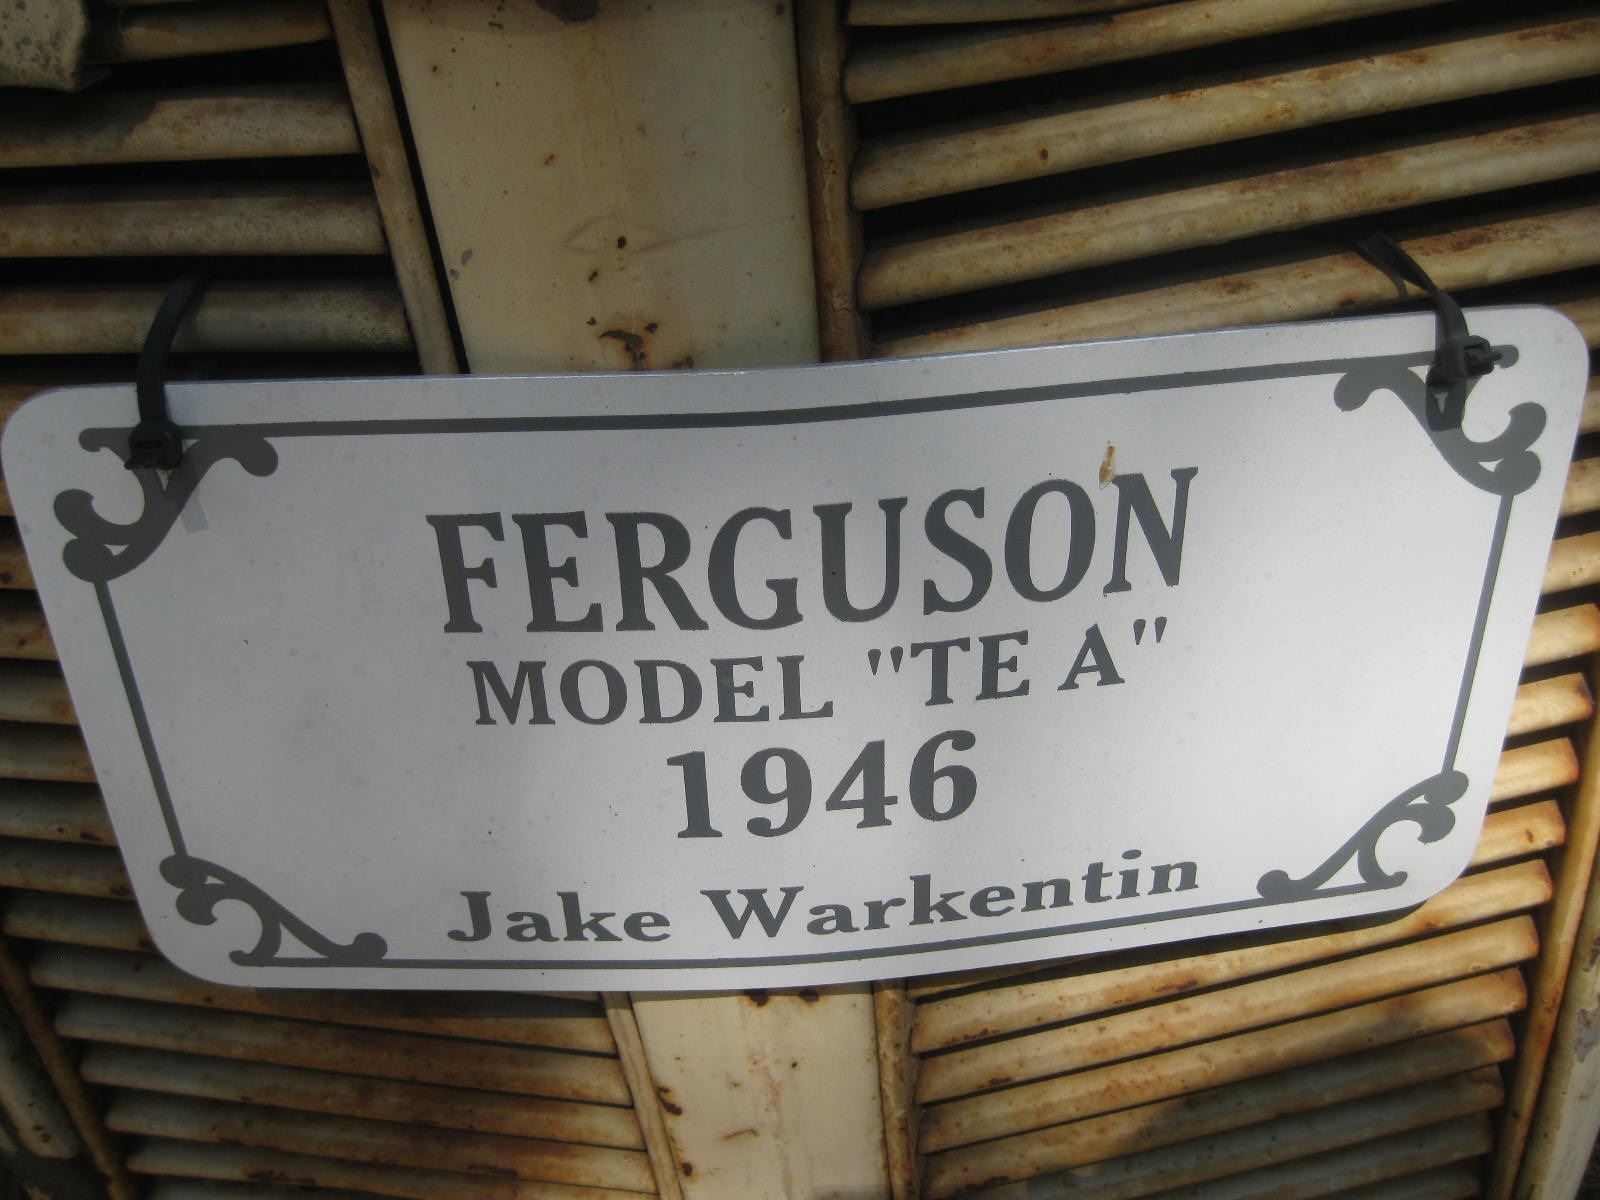 FERGUSON
MODEL "TE A"
1946
Jake Warkentin